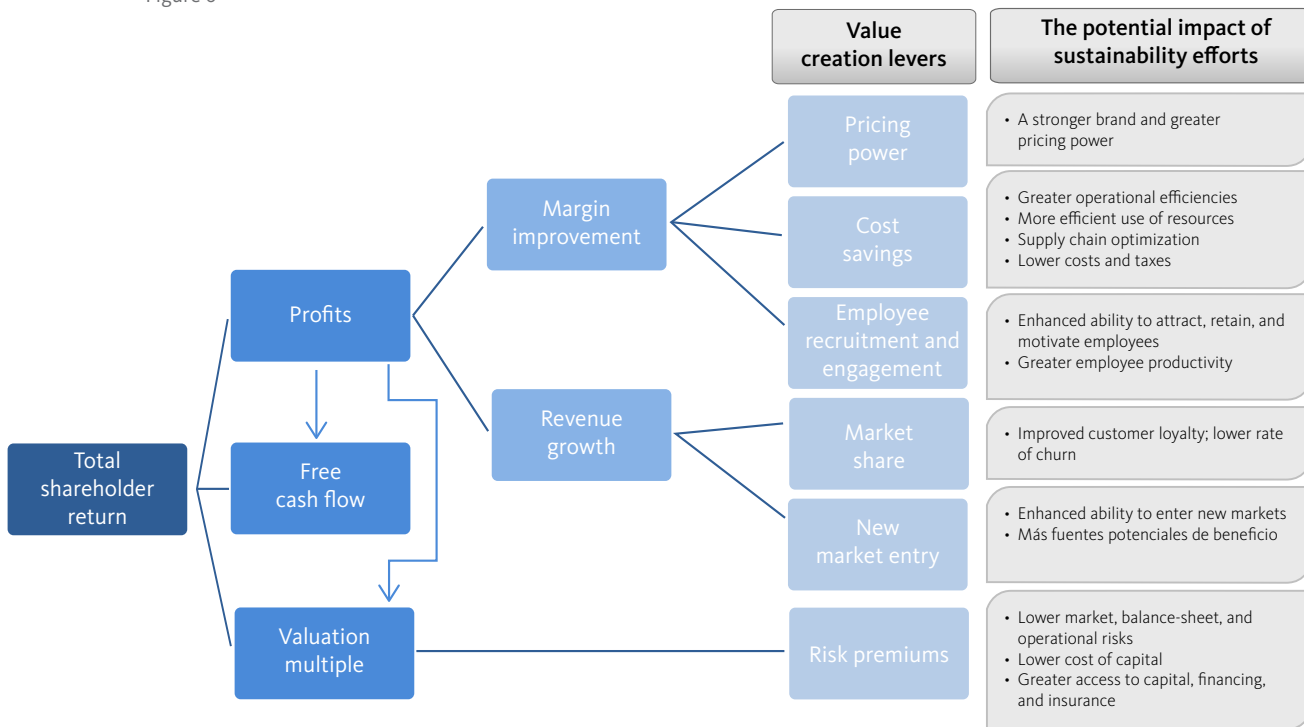 Value
creation levers
The potential impact of
sustainability efforts
Total
shareholder
return
Profits
Free
cash flow
Valuation
multiple
Margin
improvement
Revenue
growth
Pricing
power
• A stronger brand and greater
pricing power
Cost
savings
• Greater operational efficiencies
• More efficient use of resources
• Supply chain optimization
• Lower costs and taxes
Employee
recruitment and
engagement
• Enhanced ability to attract, retain, and
motivate employees
• Greater employee productivity
Market
share
• Improved customer loyalty; lower rate
of churn
New
market entry
• Enhanced ability to enter new markets
• Más fuentes potenciales de beneficio
Risk premiums
• Lower market, balance-sheet, and
operational risks
• Lower cost of capital
• Greater access to capital, financing,
and insurance